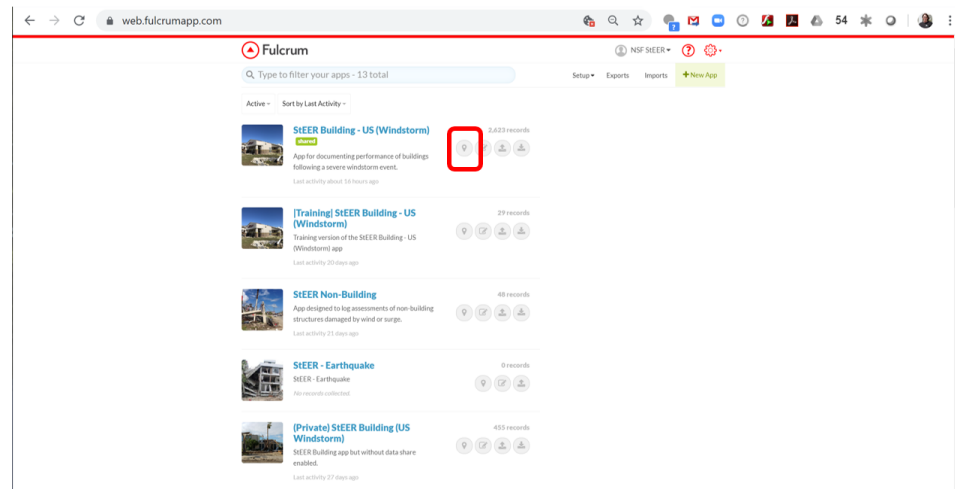 web.fulcrumapp.com
7
54
Fulcrum
NSF StEER
Type to filter your apps - 13 total
Setup
Exports
Imports
+New App
Active
Sort by Last Activity
StEER Building - US (Windstorm)
2,623 records
shared
App for documenting performance of buildings
following a severe windstorm event.
Last activity about 16 hours ago
|Training| StEER Building - US
29 records
(Windstorm)
Training version of the StEER Building - US
(Windstorm) app
Last activity 20 days ago
StEER Non-Building
48 records
App designed to log assessments of non-building
structures damaged by wind or surge.
Last activity 21 days ago
StEER - Earthquake
0 records
StEER - Earthquake
No records collected
(Private) StEER Building (US
455 records
Windstorm)
StEER Building app but without data share
enabled.
Last activity 27 days ago